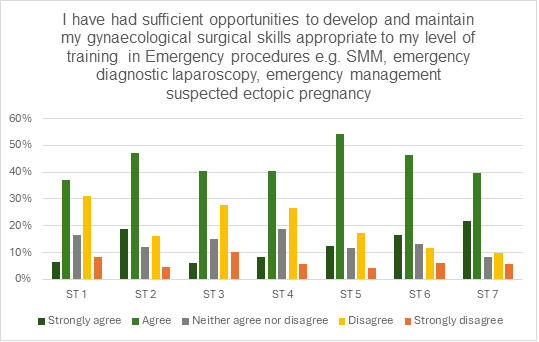 I have had sufficient opportunities to develop and maintain
my gynaecological surgical skills appropriate to my level of
training in Emergency procedures e.g. SMM, emergency
diagnostic laparoscopy, emergency management
suspected ectopic pregnancy
60%
50%
40%
30%
20%
10%
0%
ST 1 ST 2 ST 3 ST 4 ST 5 ST 6 ST 7
Strongly agree Agree Neither agree nor disagree Disagree Strongly disagree